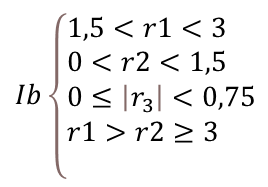 1,5 < r1 < 3
0 < r2 < 1,5
Ib
0 ≤ |r₃| < 0,75
r1 > r2 ≥ 3